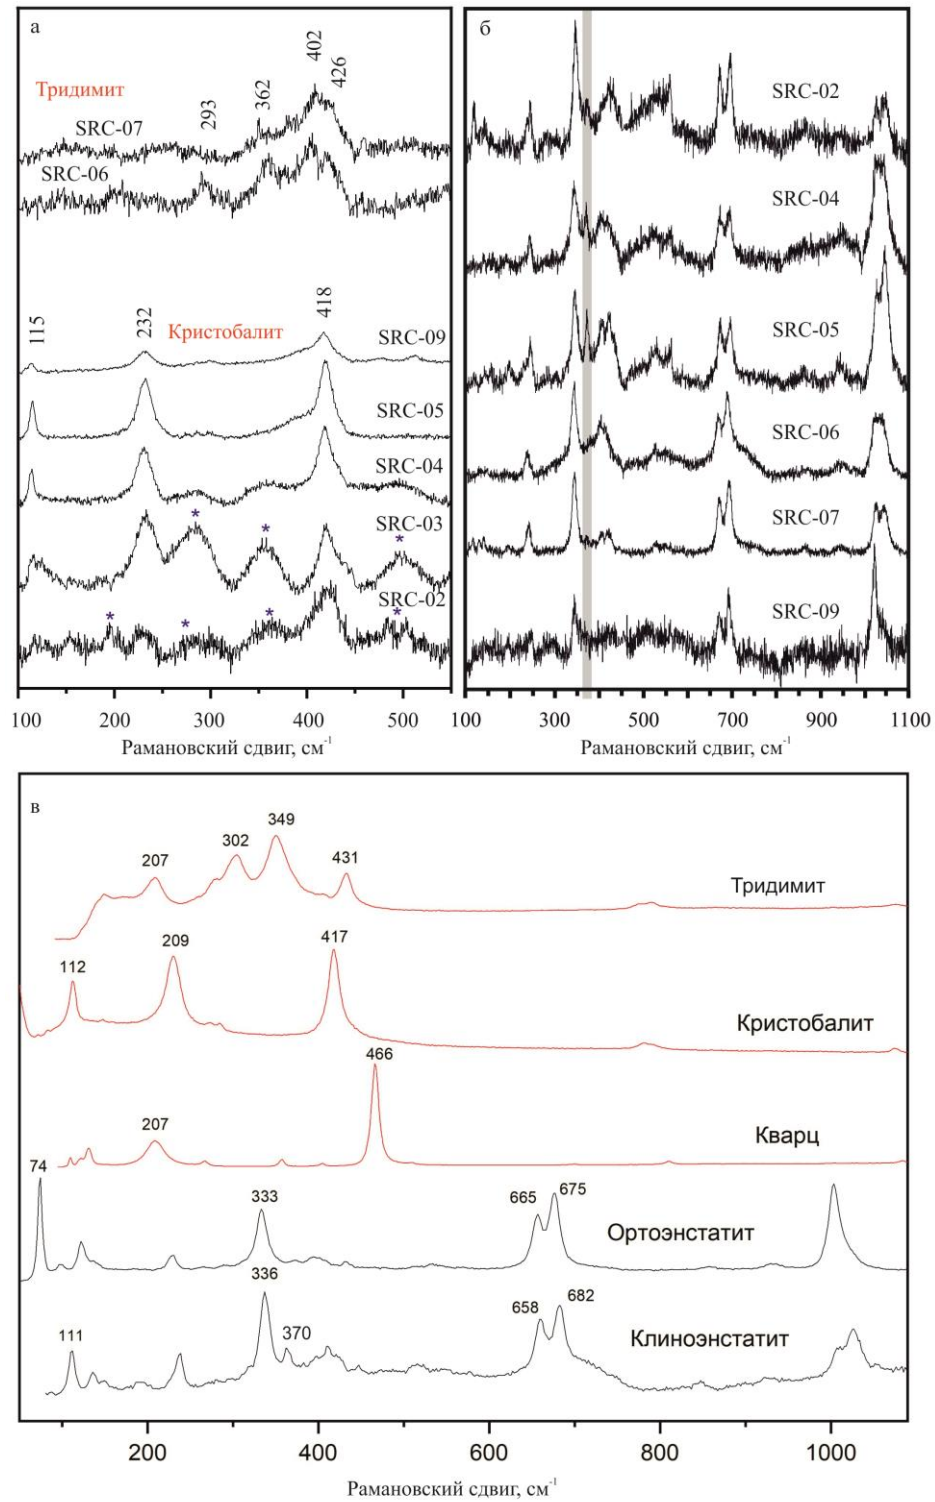 а
402
426
362
293
Тридимит
SRC-07
SRC-06
418
232
115
Кристобалит
SRC-09
SRC-05
SRC-04
*
*
*
SRC-03
SRC-02
*
*
*
*
100 200 300 400 500
Рамановский сдвиг, см-1
б
SRC-02
SRC-04
SRC-05
SRC-06
SRC-07
SRC-09
100 300 500 700 900 1100
Рамановский сдвиг, см-1
в
349
302
207
431
Тридимит
417
209
112
Кристобалит
466
207
Кварц
74
333
665
675
Ортоэнстатит
336
370
111
658
682
Клиноэнстатит
200 400 600 800 1000
Рамановский сдвиг, см-1